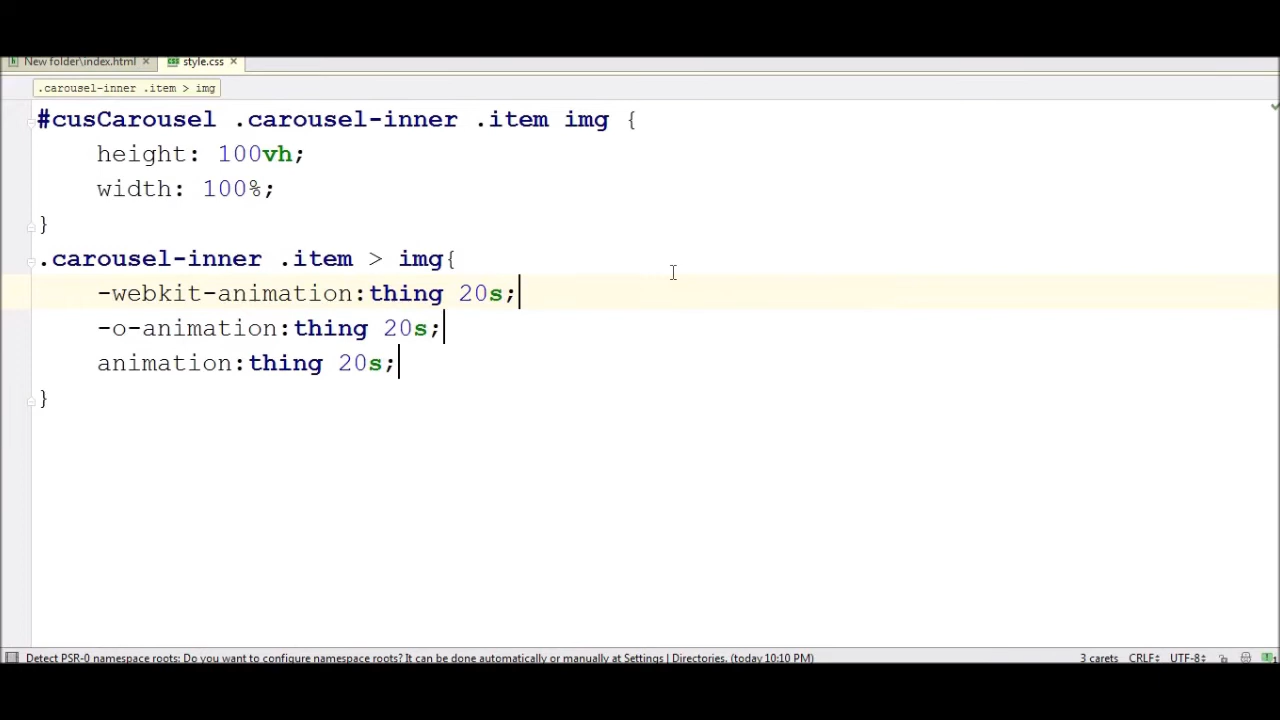 New folder\index.html style.css
.carousel-inner .item > img
#cusCarousel .carousel-inner .item img {
height: 100vh;
width: 100%;
}
.carousel-inner .item > img{
-webkit-animation:thing 20s;
-o-animation:thing 20s;
animation:thing 20s;
}
Detect PSR-0 namespace roots: Do you want to configure namespace roots? It can be done automatically or manually at Settings | Directories. (today 10:10 PM) 3 carets CRLF UTF-8